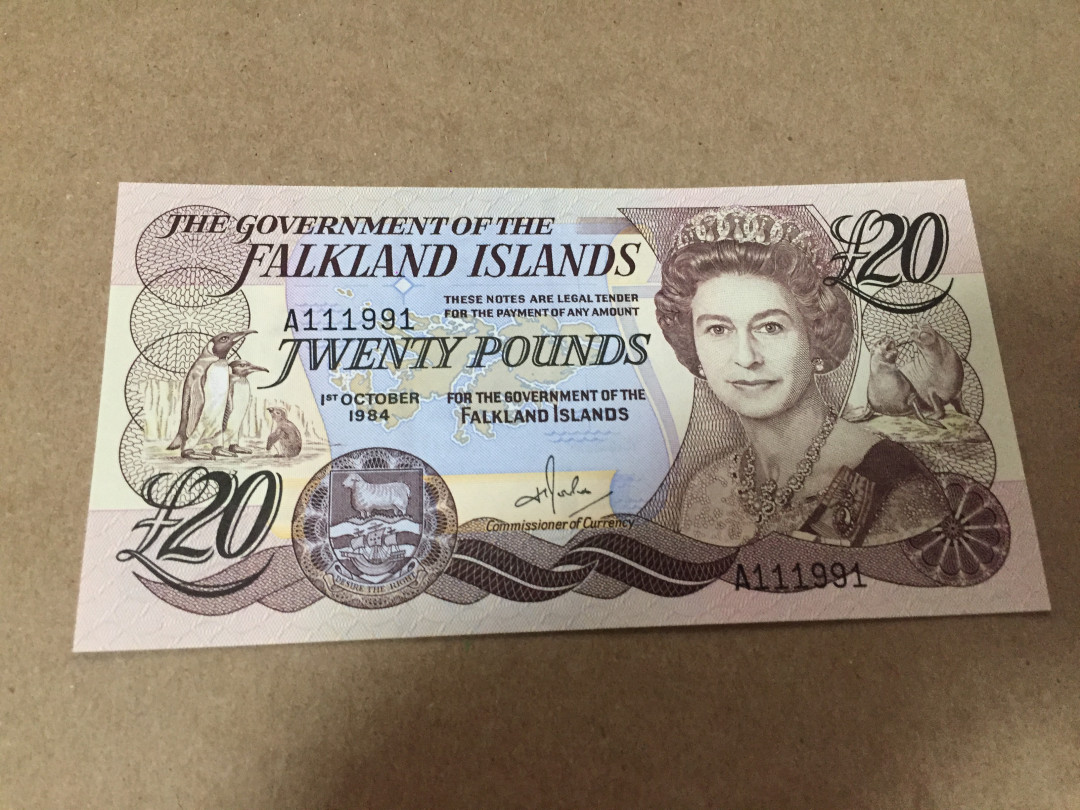 THE GOVERNMENT OF THE
FALKLAND ISLANDS
£20
THESE NOTES ARE LEGAL TENDER
FOR THE PAYMENT OF ANY AMOUNT
A111991
TWENTY POUNDS
1ST OCTOBER
1984
FOR THE GOVERNMENT OF THE
FALKLAND ISLANDS
£20
Commissioner of Currency
DESIRE THE RIGHT
A111991